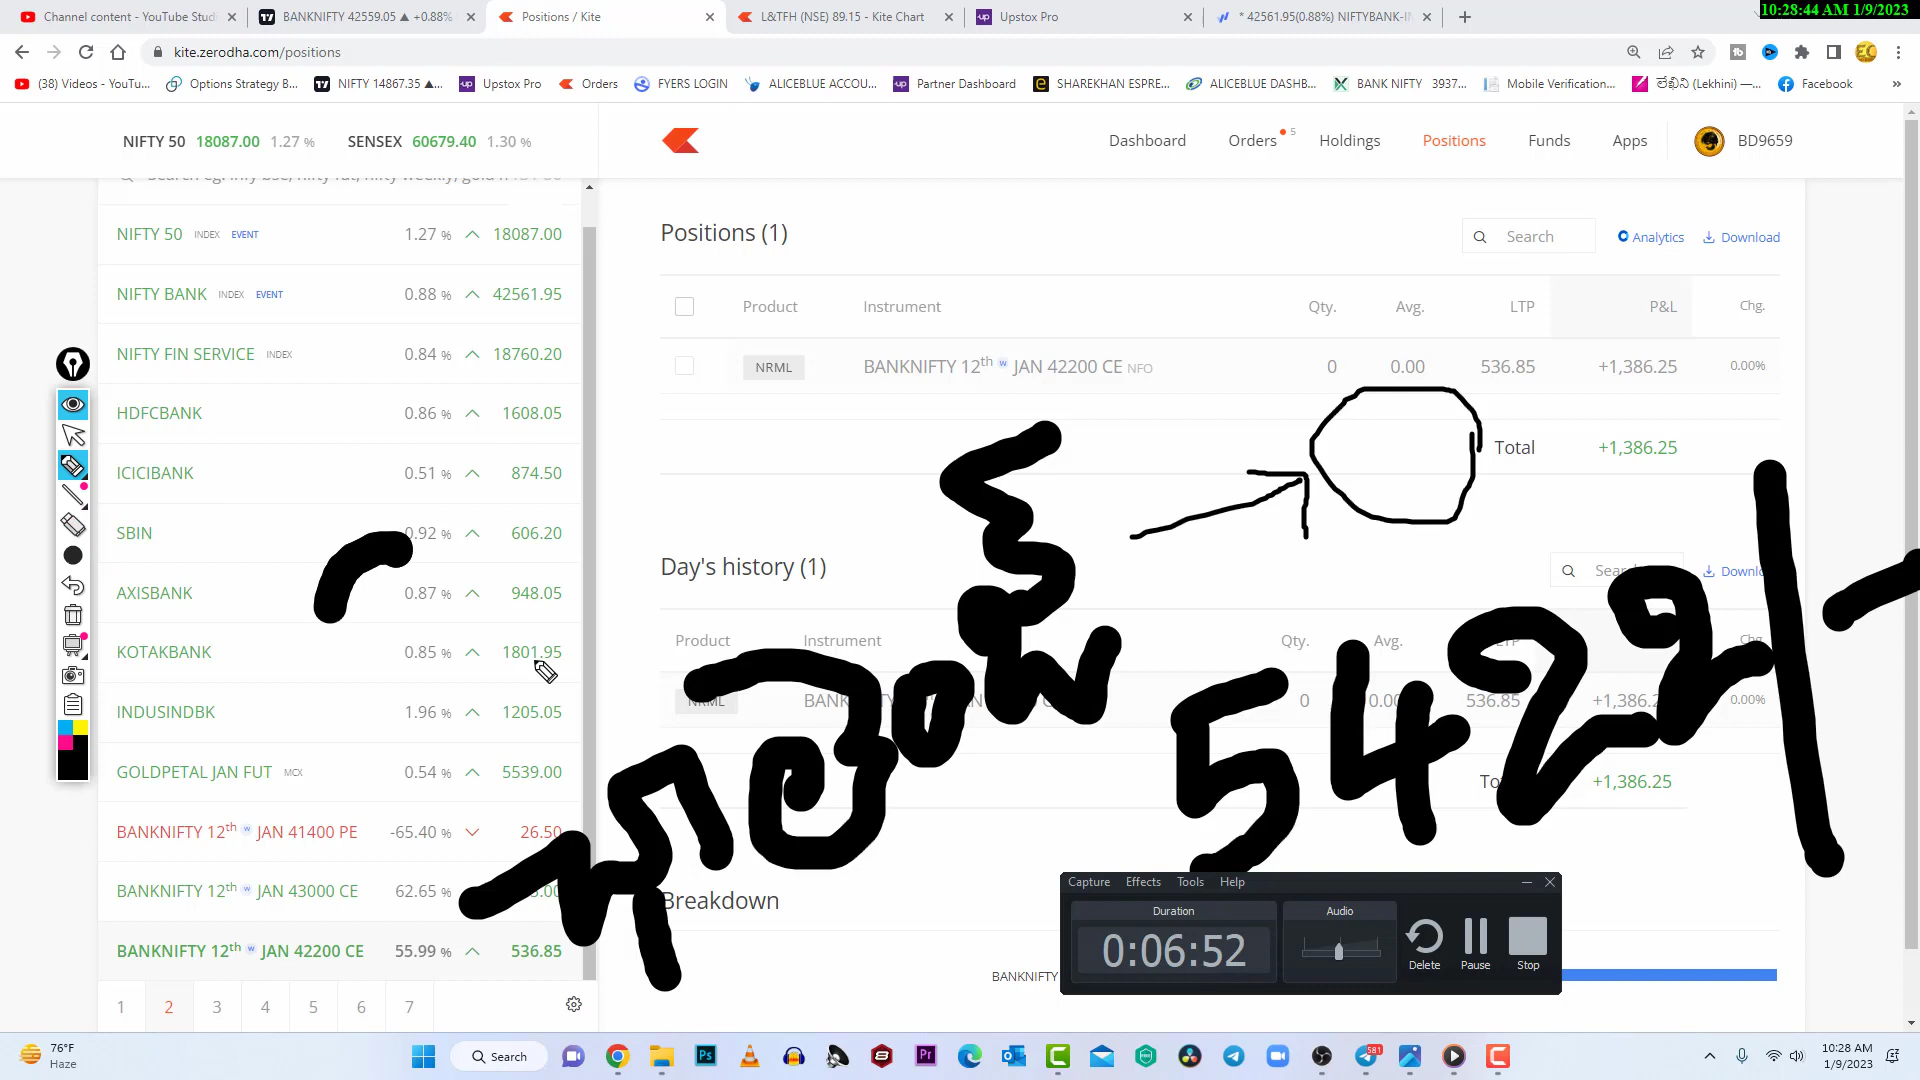 Channel content - YouTube Stud
BANKNIFTY 42559.05 ▲ +0.88%
Positions / Kite
L&TFH (NSE) 89.15 - Kite Chart
Upstox Pro
* 42561.95(0.88%) NIFTYBANK-IN
10:28:44 AM 1/9/2023
kite.zerodha.com/positions
(38) Videos - YouTu...
Options Strategy B...
NIFTY 14867.35 ▲...
Upstox Pro
Orders
FYERS LOGIN
ALICEBLUE ACCOU...
Partner Dashboard
SHAREKHAN ESPRE...
ALICEBLUE DASHB...
BANK NIFTY 3937...
Mobile Verification...
లేఖిని (Lekhini) —...
Facebook
NIFTY 50 18087.00 1.27 % SENSEX 60679.40 1.30 %
Dashboard Orders 5 Holdings Positions Funds Apps BD9659
NIFTY 50 INDEX EVENT 1.27 % 18087.00
NIFTY BANK INDEX EVENT 0.88 % 42561.95
NIFTY FIN SERVICE INDEX 0.84 % 18760.20
HDFCBANK 0.86 % 1608.05
ICICIBANK 0.51 % 874.50
SBIN 0.92 % 606.20
AXISBANK 0.87 % 948.05
KOTAKBANK 0.85 % 1801.95
INDUSINDBK 1.96 % 1205.05
GOLDPETAL JAN FUT MCX 0.54 % 5539.00
BANKNIFTY 12th w JAN 41400 PE -65.40 % 26.50
BANKNIFTY 12th w JAN 43000 CE 62.65 %
BANKNIFTY 12th w JAN 42200 CE 55.99 % 536.85
1 2 3 4 5 6 7
Positions (1)
Search Analytics Download
Product Instrument Qty. Avg. LTP P&L Chg.
NRML BANKNIFTY 12th w JAN 42200 CE NFO 0 0.00 536.85 +1,386.25 0.00%
Total +1,386.25
Day's history (1)
Product Instrument Qty. Avg. Chg.
NRML 0 536.85 0.00%
+1,386.25
5422/-
Breakdown
BANKNIFTY
Capture Effects Tools Help
Duration Audio
0:06:52
Delete Pause Stop
76°F
Haze
Search
581
10:28 AM
1/9/2023